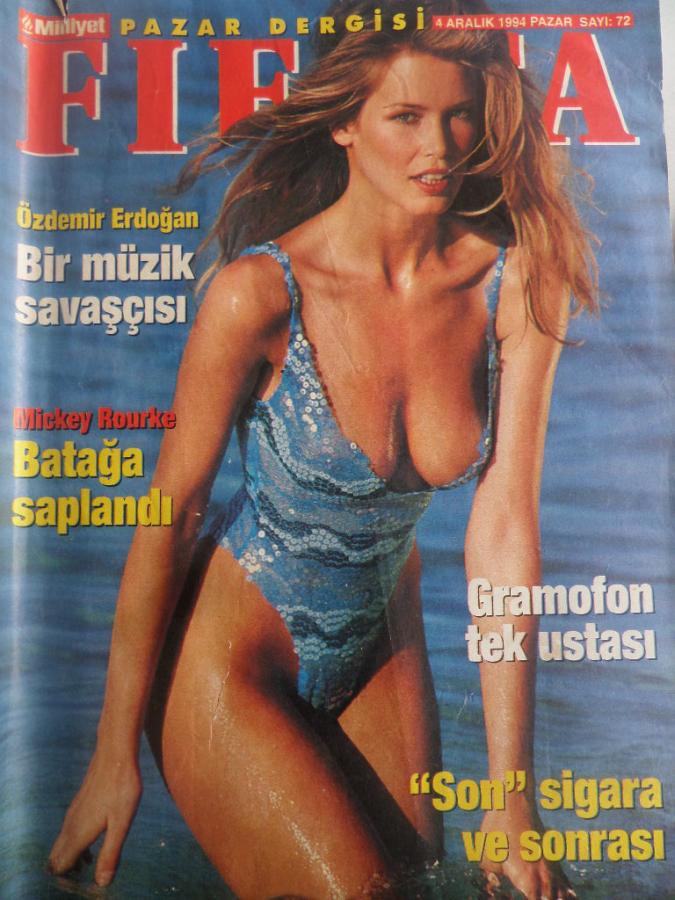 Milliyet PAZAR DERGİSİ 4 ARALIK 1994 PAZAR SAYI: 72
FIESTA
Özdemir Erdoğan
Bir müzik
savaşçısı
Mickey Rourke
Batağa
saplandı
Gramofon
tek ustası
“Son” sigara
ve sonrası